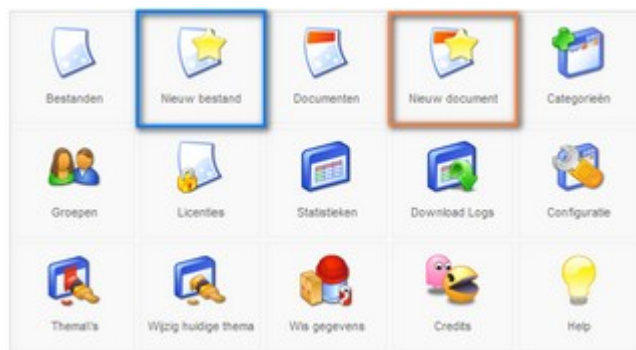 Bestanden
Nieuw bestand
Documenten
Nieuw document
Categorieën
Groepen
Licenties
Statistieken
Download Logs
Configuratie
Thema\'s
Wijzig huidige thema
Wis gegevens
Credits
Help